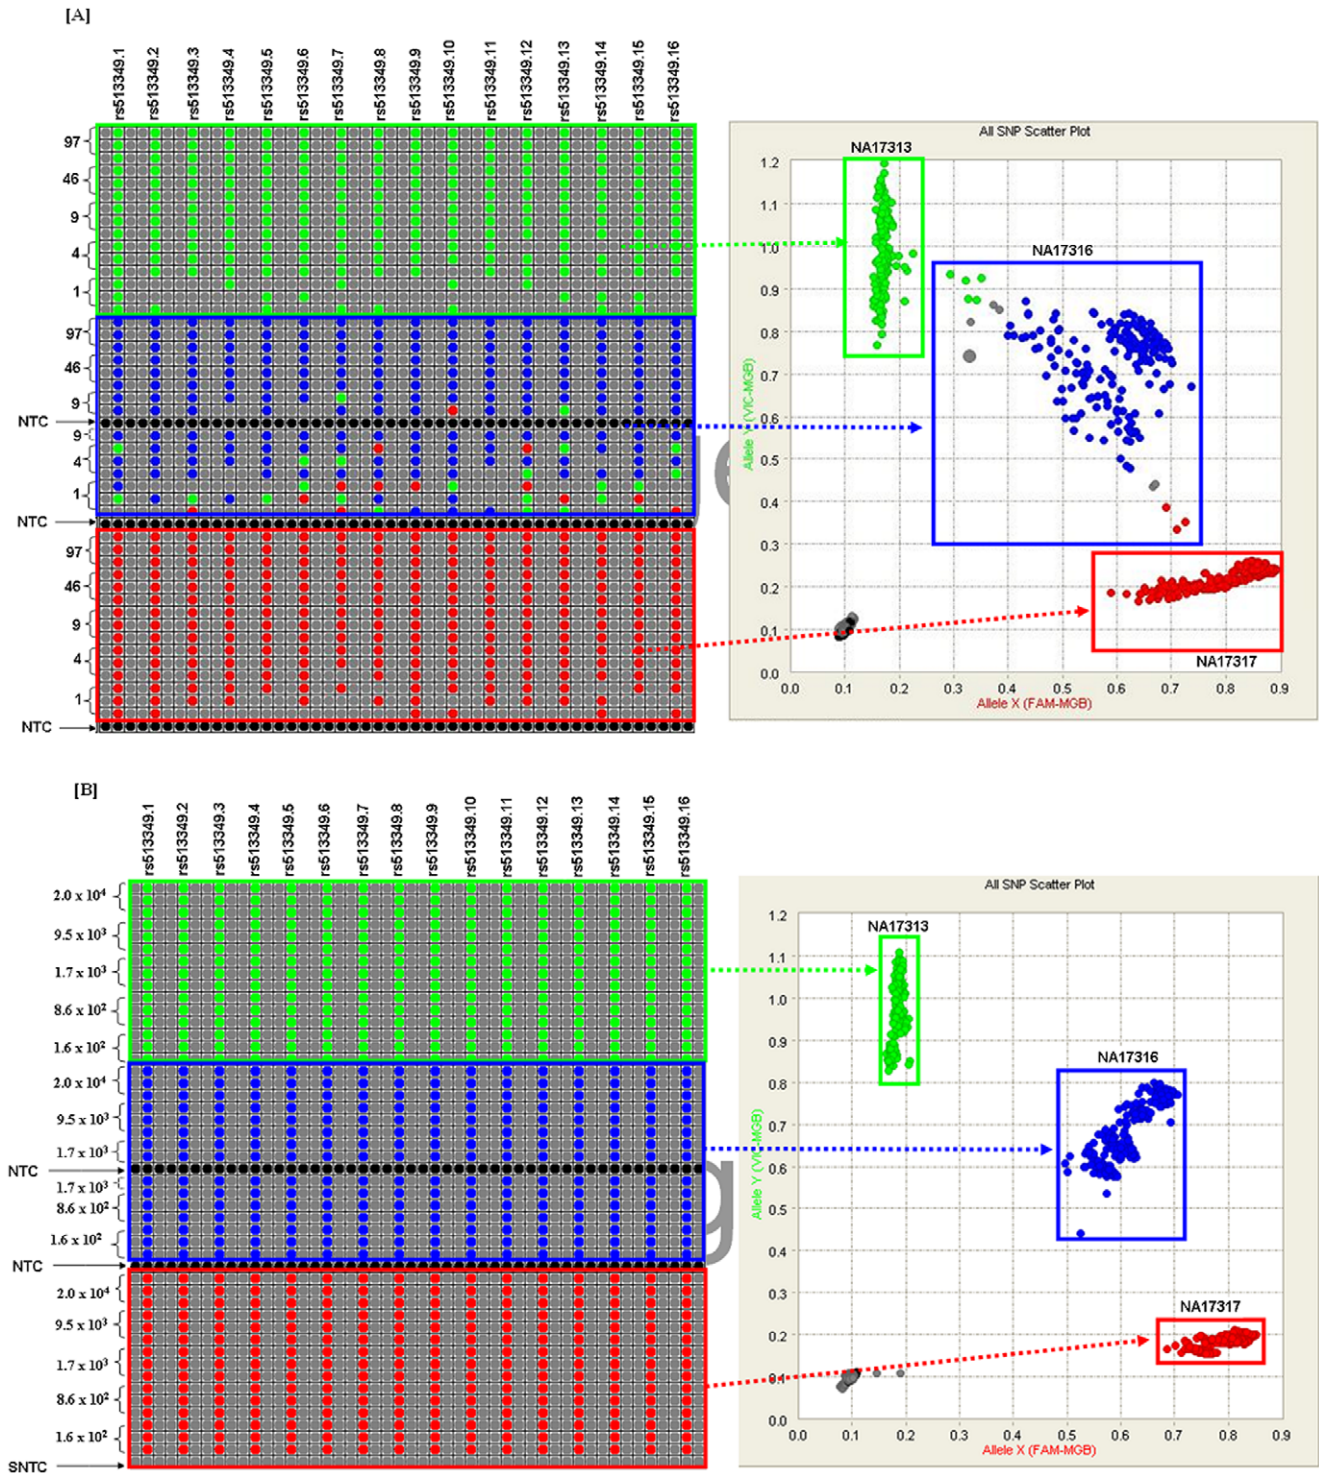 [A]
rs513349.1 rs513349.2 rs513349.3 rs513349.4 rs513349.5 rs513349.6 rs513349.7 rs513349.8 rs513349.9 rs513349.10 rs513349.11 rs513349.12 rs513349.13 rs513349.14 rs513349.15 rs513349.16
97
46
9
4
1
97
46
9
NTC
9
4
1
NTC
97
46
9
4
1
NTC
All SNP Scatter Plot
NA17313
NA17316
NA17317
Allele Y (VIC-MGB)
1.2
1.1
1.0
0.9
0.8
0.7
0.6
0.5
0.4
0.3
0.2
0.1
0.0
0.0 0.1 0.2 0.3 0.4 0.5 0.6 0.7 0.8 0.9
Allele X (FAM-MGB)
[B]
rs513349.1 rs513349.2 rs513349.3 rs513349.4 rs513349.5 rs513349.6 rs513349.7 rs513349.8 rs513349.9 rs513349.10 rs513349.11 rs513349.12 rs513349.13 rs513349.14 rs513349.15 rs513349.16
2.0 x 10⁴
9.5 x 10³
1.7 x 10³
8.6 x 10²
1.6 x 10²
2.0 x 10⁴
9.5 x 10³
1.7 x 10³
NTC
1.7 x 10³
8.6 x 10²
1.6 x 10²
NTC
2.0 x 10⁴
9.5 x 10³
1.7 x 10³
8.6 x 10²
1.6 x 10²
SNTC
All SNP Scatter Plot
NA17313
NA17316
NA17317
Allele Y (VIC-MGB)
1.2
1.1
1.0
0.9
0.8
0.7
0.6
0.5
0.4
0.3
0.2
0.1
0.0
0.0 0.1 0.2 0.3 0.4 0.5 0.6 0.7 0.8 0.9
Allele X (FAM-MGB)